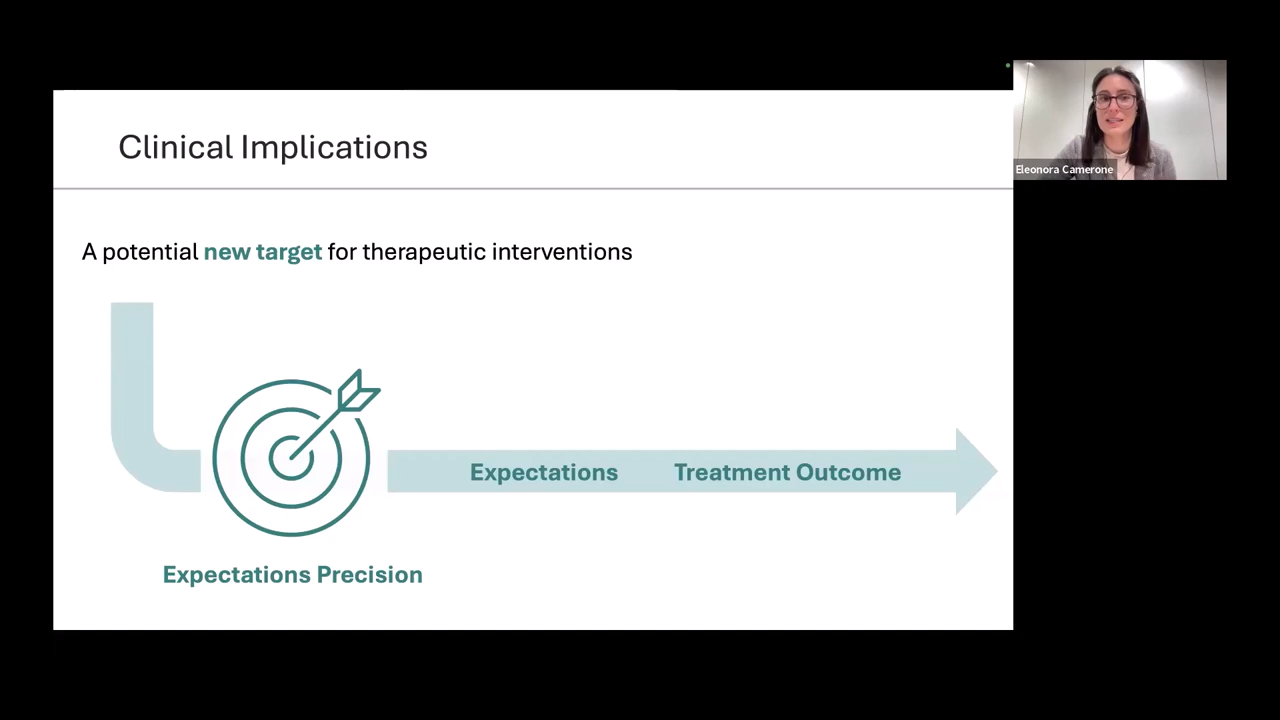 Clinical Implications
Eleonora Camerone
A potential new target for therapeutic interventions
Expectations Treatment Outcome
Expectations Precision